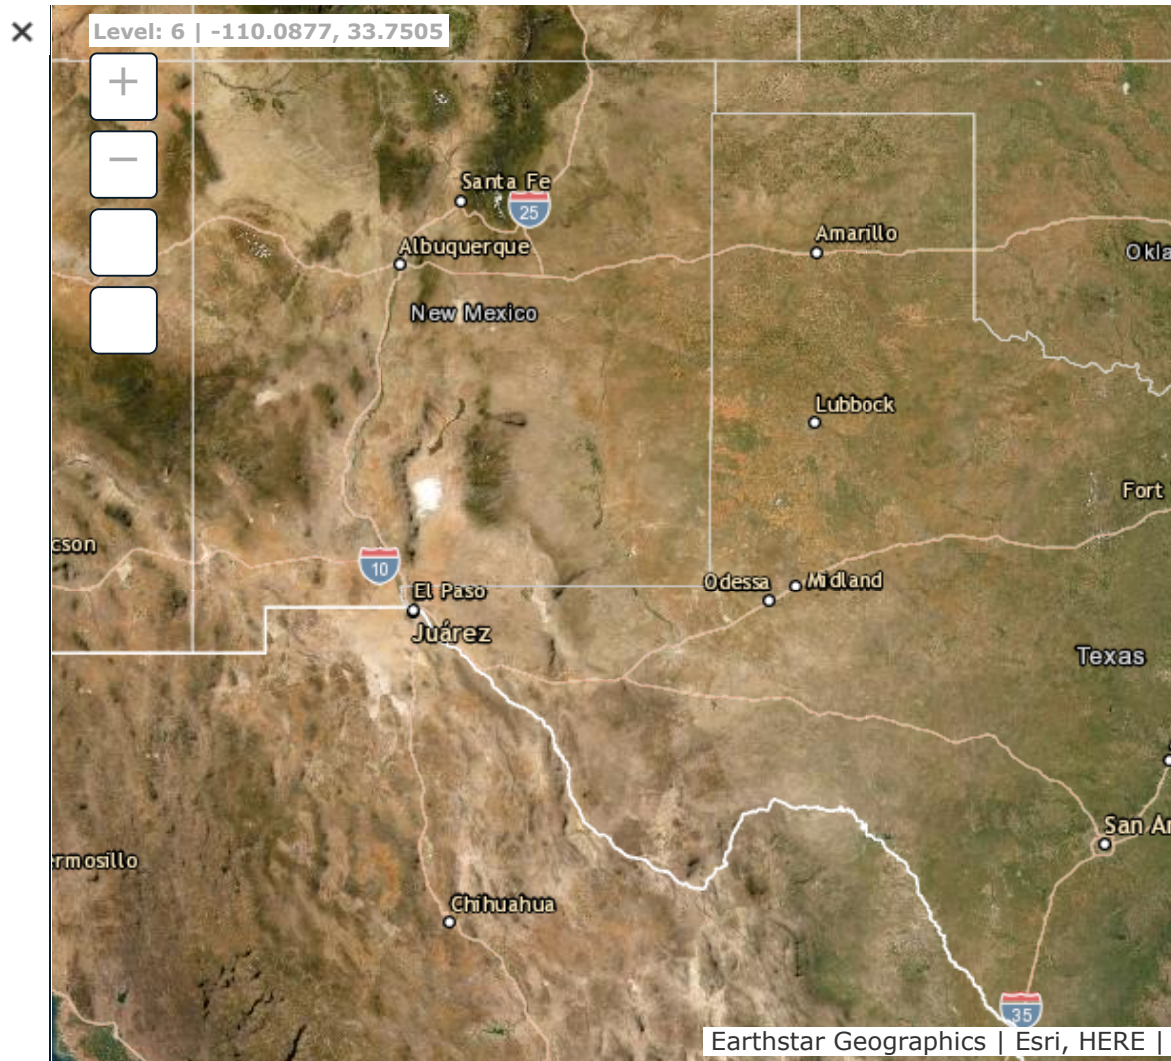 ×
Level: 6 | -110.0877, 33.7505
+
−
Santa Fe
25
Albuquerque
Amarillo
Okla
New Mexico
Lubbock
Fort
cson
10
El Paso
Odessa
Midland
Juárez
Texas
San An
ermosillo
Chihuahua
35
Earthstar Geographics | Esri, HERE |